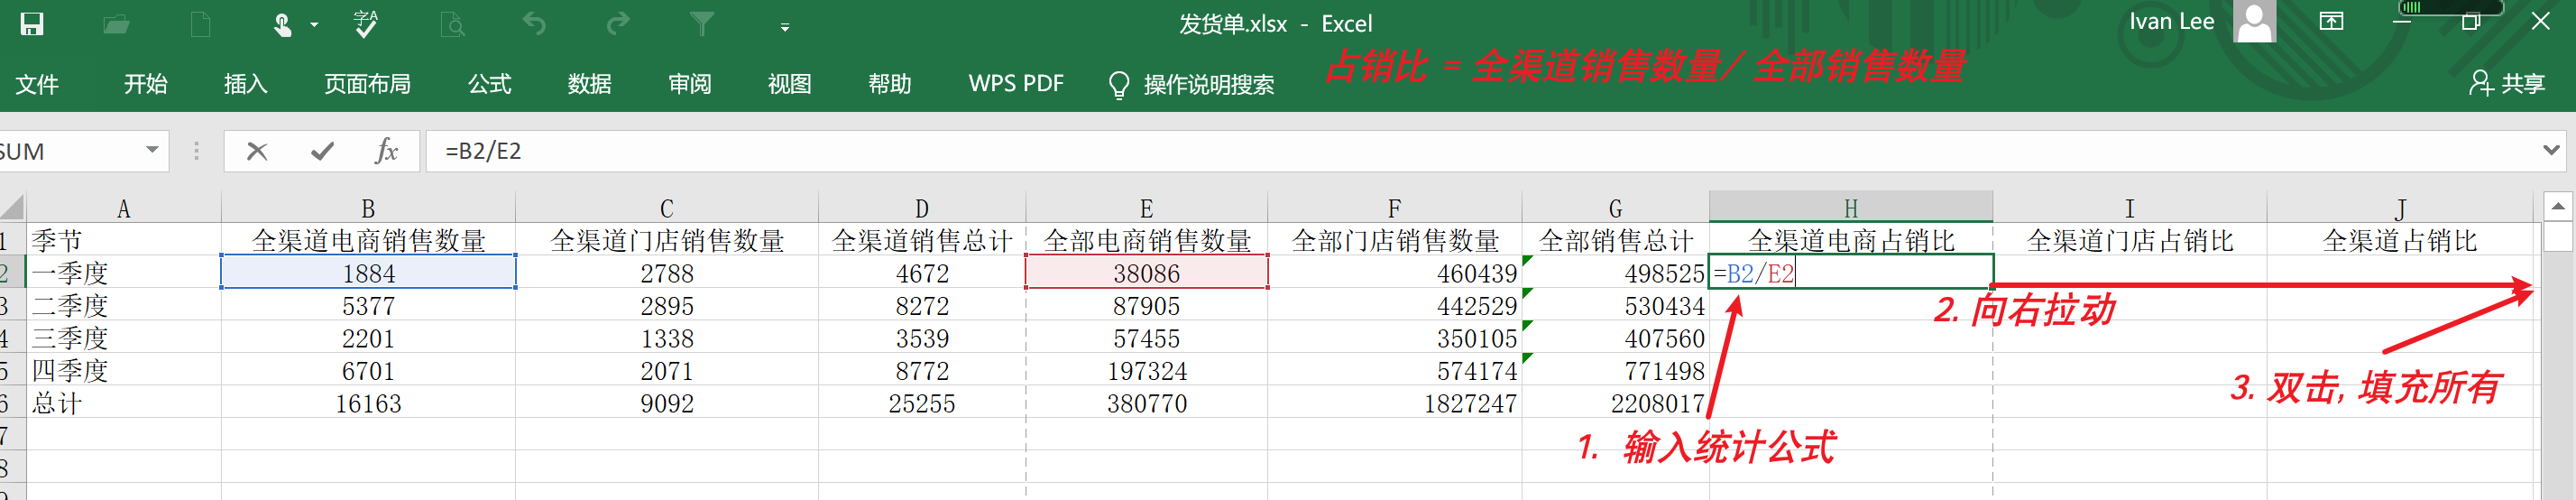 发货单.xlsx - Excel
Ivan Lee
占销比 = 全渠道销售数量/ 全部销售数量
文件 开始 插入 页面布局 公式 数据 审阅 视图 帮助 WPS PDF 操作说明搜索 共享
SUM fx =B2/E2
A B C D E F G H I J
1 季节 全渠道电商销售数量 全渠道门店销售数量 全渠道销售总计 全部电商销售数量 全部门店销售数量 全部销售总计 全渠道电商占销比 全渠道门店占销比 全渠道占销比
2 一季度 1884 2788 4672 38086 460439 498525 =B2/E2
3 二季度 5377 2895 8272 87905 442529 530434
2. 向右拉动
4 三季度 2201 1338 3539 57455 350105 407560
5 四季度 6701 2071 8772 197324 574174 771498
3. 双击, 填充所有
6 总计 16163 9092 25255 380770 1827247 2208017
7
1. 输入统计公式
8